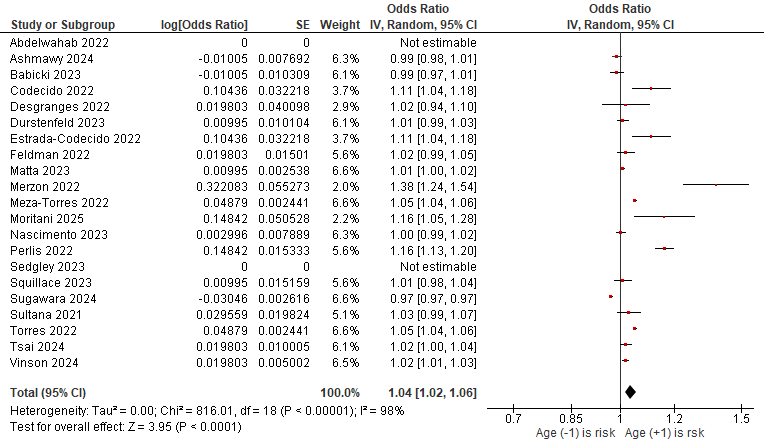 Odds Ratio Odds Ratio
Study or Subgroup log[Odds Ratio] SE Weight IV, Random, 95% CI IV, Random, 95% CI
Abdelwahab 2022 0 0 Not estimable
Ashmawy 2024 -0.01005 0.007692 6.3% 0.99 [0.98, 1.01]
Babicki 2023 -0.01005 0.010309 6.1% 0.99 [0.97, 1.01]
Codecido 2022 0.10436 0.032218 3.7% 1.11 [1.04, 1.18]
Desgranges 2022 0.019803 0.040098 2.9% 1.02 [0.94, 1.10]
Durstenfeld 2023 0.00995 0.010104 6.1% 1.01 [0.99, 1.03]
Estrada-Codecido 2022 0.10436 0.032218 3.7% 1.11 [1.04, 1.18]
Feldman 2022 0.019803 0.01501 5.6% 1.02 [0.99, 1.05]
Matta 2023 0.00995 0.002538 6.6% 1.01 [1.00, 1.02]
Merzon 2022 0.322083 0.055273 2.0% 1.38 [1.24, 1.54]
Meza-Torres 2022 0.04879 0.002441 6.6% 1.05 [1.04, 1.06]
Moritani 2025 0.14842 0.050528 2.2% 1.16 [1.05, 1.28]
Nascimento 2023 0.002996 0.007889 6.3% 1.00 [0.99, 1.02]
Perlis 2022 0.14842 0.015333 5.6% 1.16 [1.13, 1.20]
Sedgley 2023 0 0 Not estimable
Squillace 2023 0.00995 0.015159 5.6% 1.01 [0.98, 1.04]
Sugawara 2024 -0.03046 0.002616 6.6% 0.97 [0.97, 0.97]
Sultana 2021 0.029559 0.019824 5.1% 1.03 [0.99, 1.07]
Torres 2022 0.04879 0.002441 6.6% 1.05 [1.04, 1.06]
Tsai 2024 0.019803 0.010005 6.1% 1.02 [1.00, 1.04]
Vinson 2024 0.019803 0.005002 6.5% 1.02 [1.01, 1.03]
Total (95% CI) 100.0% 1.04 [1.02, 1.06]
Heterogeneity: Tau² = 0.00; Chi² = 816.01, df = 18 (P < 0.00001); I² = 98%
Test for overall effect: Z = 3.95 (P < 0.0001)
0.7 0.85 1 1.2 1.5
Age (-1) is risk Age (+1) is rsk